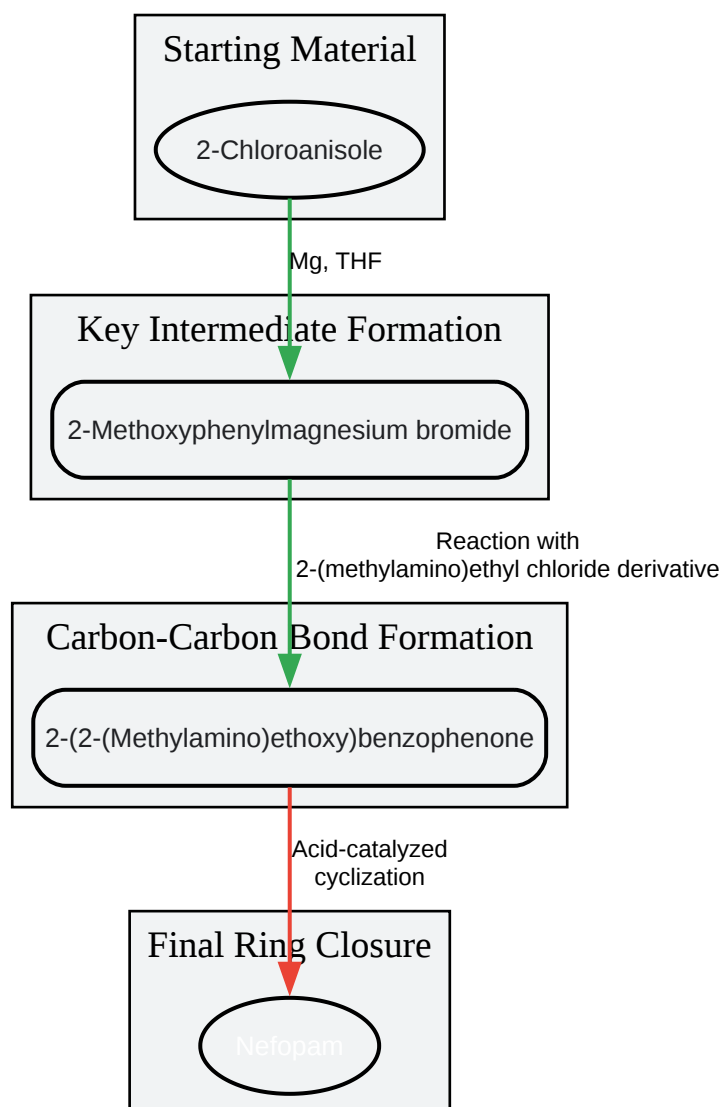 Starting Material
2-Chloroanisole
Mg, THF
Key Intermediate Formation
2-Methoxyphenylmagnesium bromide
Reaction with
2-(methylamino)ethyl chloride derivative
Carbon-Carbon Bond Formation
2-(2-(Methylamino)ethoxy)benzophenone
Acid-catalyzed
cyclization
Final Ring Closure
Nefopam